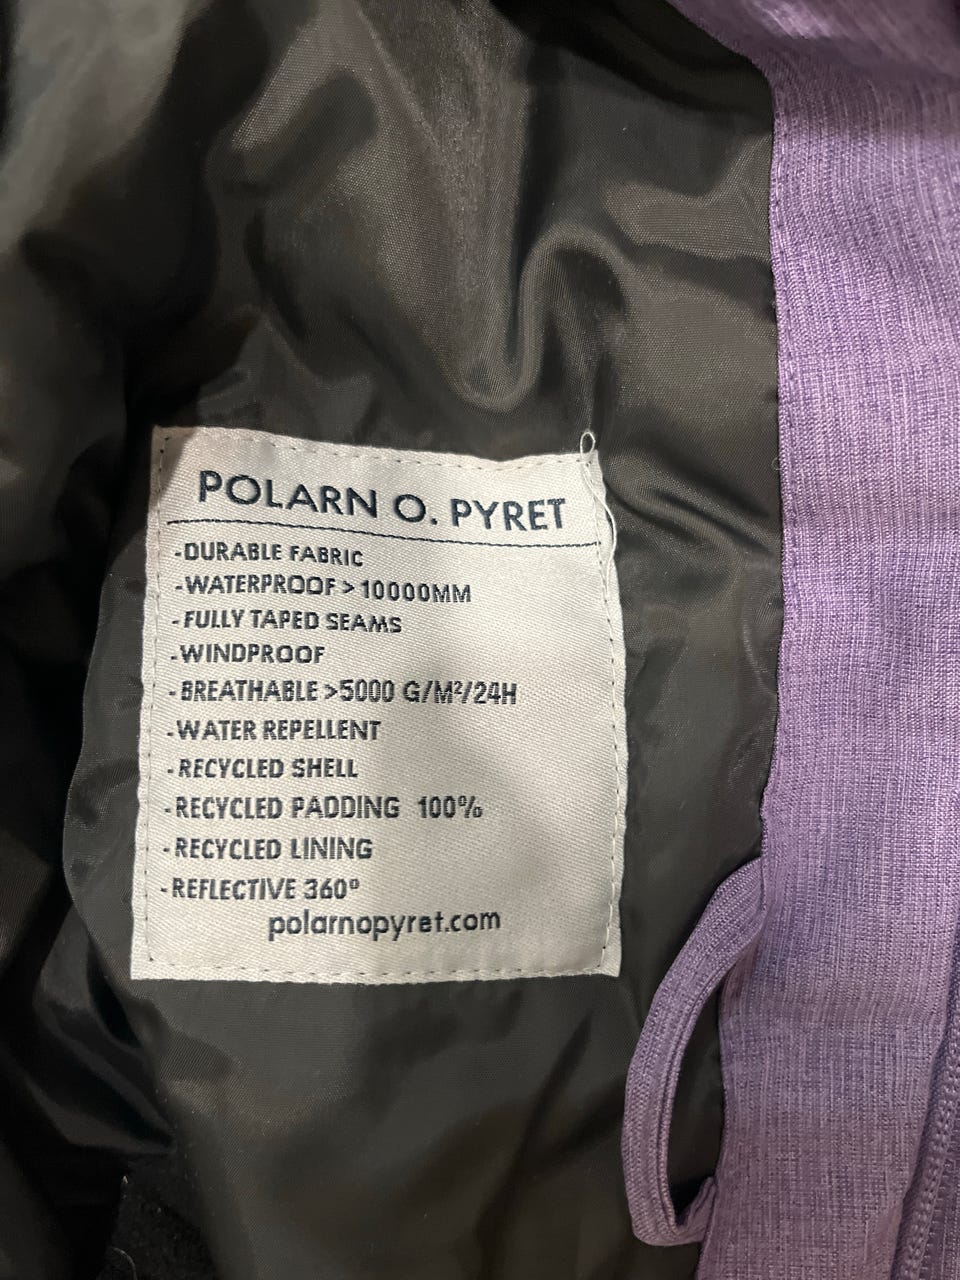 POLARN O. PYRET
-DURABLE FABRIC
-WATERPROOF > 10000MM
-FULLY TAPED SEAMS
-WINDPROOF
-BREATHABLE >5000 G/M²/24H
-WATER REPELLENT
-RECYCLED SHELL
-RECYCLED PADDING 100%
-RECYCLED LINING
-REFLECTIVE 360°
polarnopyret.com